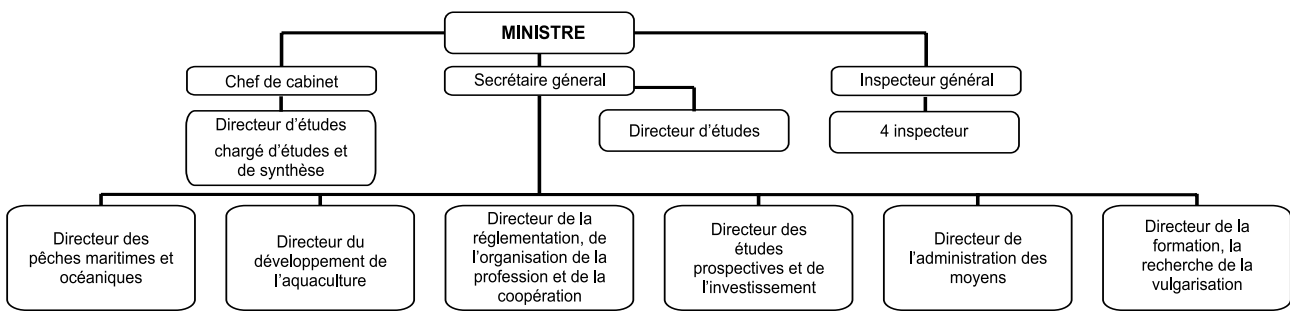 MINISTRE
Chef de cabinet
Secrétaire géneral
Inspecteur général
Directeur d'études
chargé d'études et
de synthèse
Directeur d'études
4 inspecteur
Directeur des
pêches maritimes et
océaniques
Directeur du
développement de
l'aquaculture
Directeur de la
réglementation, de
l'organisation de la
profession et de la
coopération
Directeur des
études
prospectives et de
l'investissement
Directeur de
l'administration des
moyens
Directeur de la
formation, la
recherche de la
vulgarisation